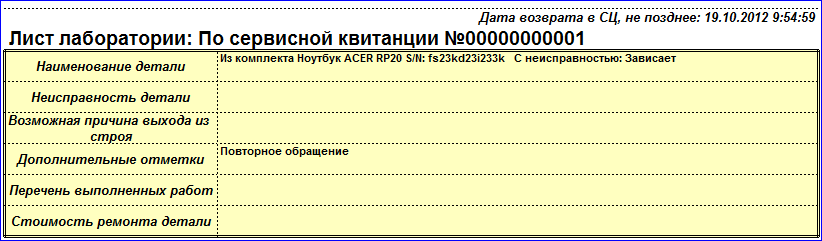 Дата возврата в СЦ, не позднее: 19.10.2012 9:54:59
Лист лаборатории: По сервисной квитанции №00000000001
Наименование детали
Из комплекта Ноутбук ACER RP20 S/N: fs23kd23i233k С неисправностью: Зависает
Неисправность детали
Возможная причина выхода из
строя
Дополнительные отметки
Повторное обращение
Перечень выполненных работ
Стоимость ремонта детали